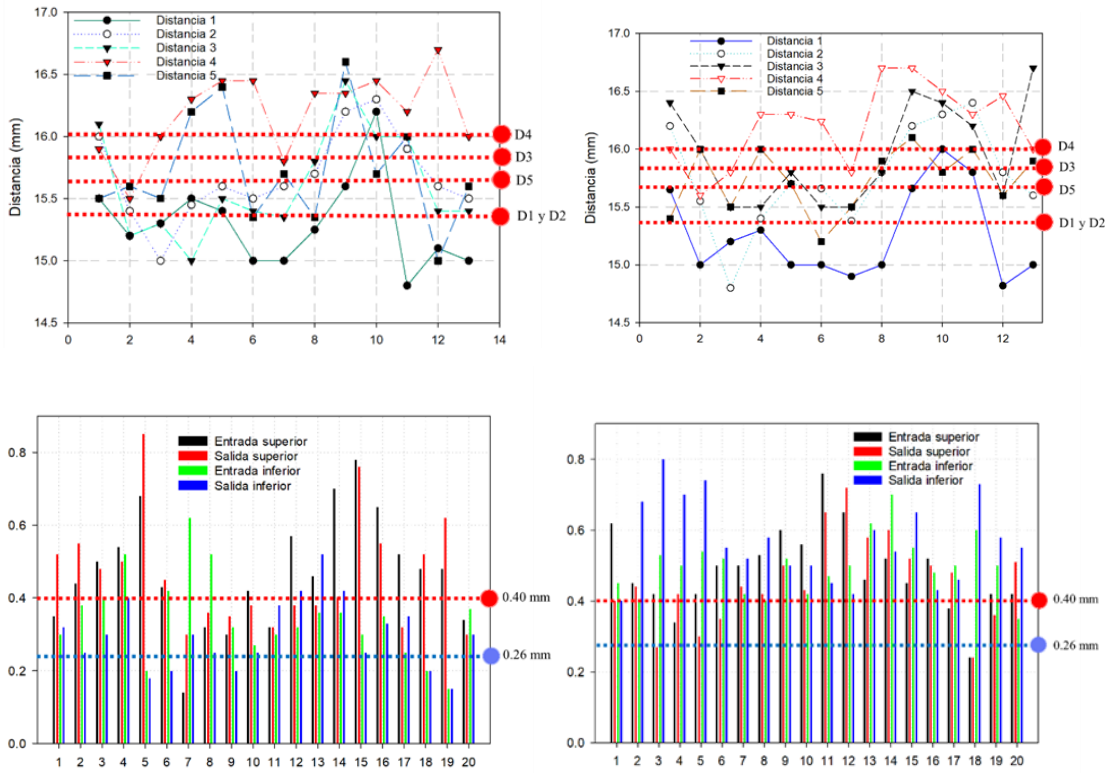 17.0
16.5
16.0
15.5
15.0
14.5
Distancia (mm)
Distancia 1
Distancia 2
Distancia 3
Distancia 4
Distancia 5
D4
D3
D5
D1 y D2
0 2 4 6 8 10 12 14
17.0
16.5
16.0
15.5
15.0
14.5
Distancia (mm)
Distancia 1
Distancia 2
Distancia 3
Distancia 4
Distancia 5
D4
D3
D5
D1 y D2
0 2 4 6 8 10 12
0.8
0.6
0.4
0.2
0.0
Entrada superior
Salida superior
Entrada inferior
Salida inferior
0.40 mm
0.26 mm
1 2 3 4 5 6 7 8 9 10 11 12 13 14 15 16 17 18 19 20
0.8
0.6
0.4
0.2
0.0
Entrada superior
Salida superior
Entrada inferior
Salida inferior
0.40 mm
0.26 mm
1 2 3 4 5 6 7 8 9 10 11 12 13 14 15 16 17 18 19 20